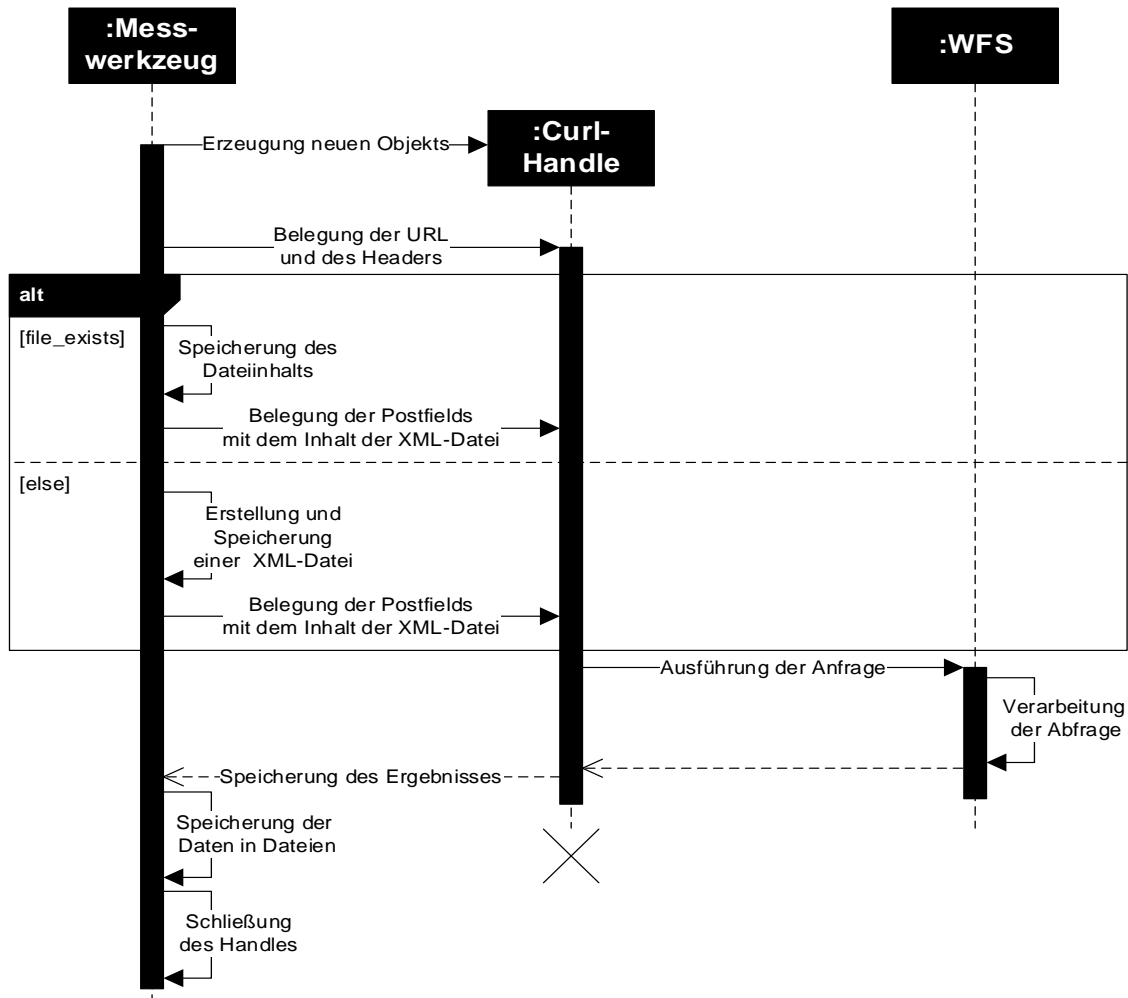 :Mess-
werkzeug
:WFS
:Curl-
Handle
Erzeugung neuen Objekts
Belegung der URL
und des Headers
alt
[file_exists]
Speicherung des
Dateiinhalts
Belegung der Postfields
mit dem Inhalt der XML-Datei
[else]
Erstellung und
Speicherung
einer XML-Datei
Belegung der Postfields
mit dem Inhalt der XML-Datei
Ausführung der Anfrage
Verarbeitung
der Abfrage
Speicherung des Ergebnisses
Speicherung der
Daten in Dateien
Schließung
des Handles